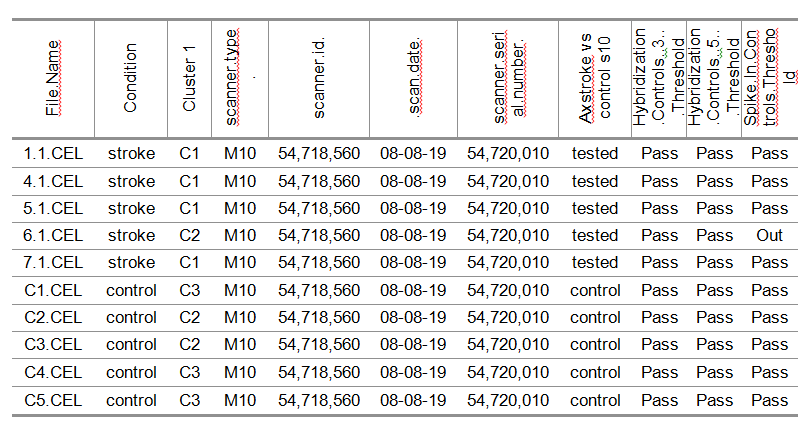 File.Name
Condition
Cluster 1
scanner.type
.
scanner.id.
.scan.date.
scanner.seri
al.number.
Axstroke vs
control s10
Hybridization
.Controls..3..
.Threshold
Hybridization
.Controls..5..
.Threshold
Spike.In.Con
trols.Thresho
ld
1.1.CEL stroke C1 M10 54,718,560 08-08-19 54,720,010 tested Pass Pass Pass
4.1.CEL stroke C1 M10 54,718,560 08-08-19 54,720,010 tested Pass Pass Pass
5.1.CEL stroke C1 M10 54,718,560 08-08-19 54,720,010 tested Pass Pass Pass
6.1.CEL stroke C2 M10 54,718,560 08-08-19 54,720,010 tested Pass Pass Out
7.1.CEL stroke C1 M10 54,718,560 08-08-19 54,720,010 tested Pass Pass Pass
C1.CEL control C3 M10 54,718,560 08-08-19 54,720,010 control Pass Pass Pass
C2.CEL control C2 M10 54,718,560 08-08-19 54,720,010 control Pass Pass Pass
C3.CEL control C2 M10 54,718,560 08-08-19 54,720,010 control Pass Pass Pass
C4.CEL control C3 M10 54,718,560 08-08-19 54,720,010 control Pass Pass Pass
C5.CEL control C3 M10 54,718,560 08-08-19 54,720,010 control Pass Pass Pass